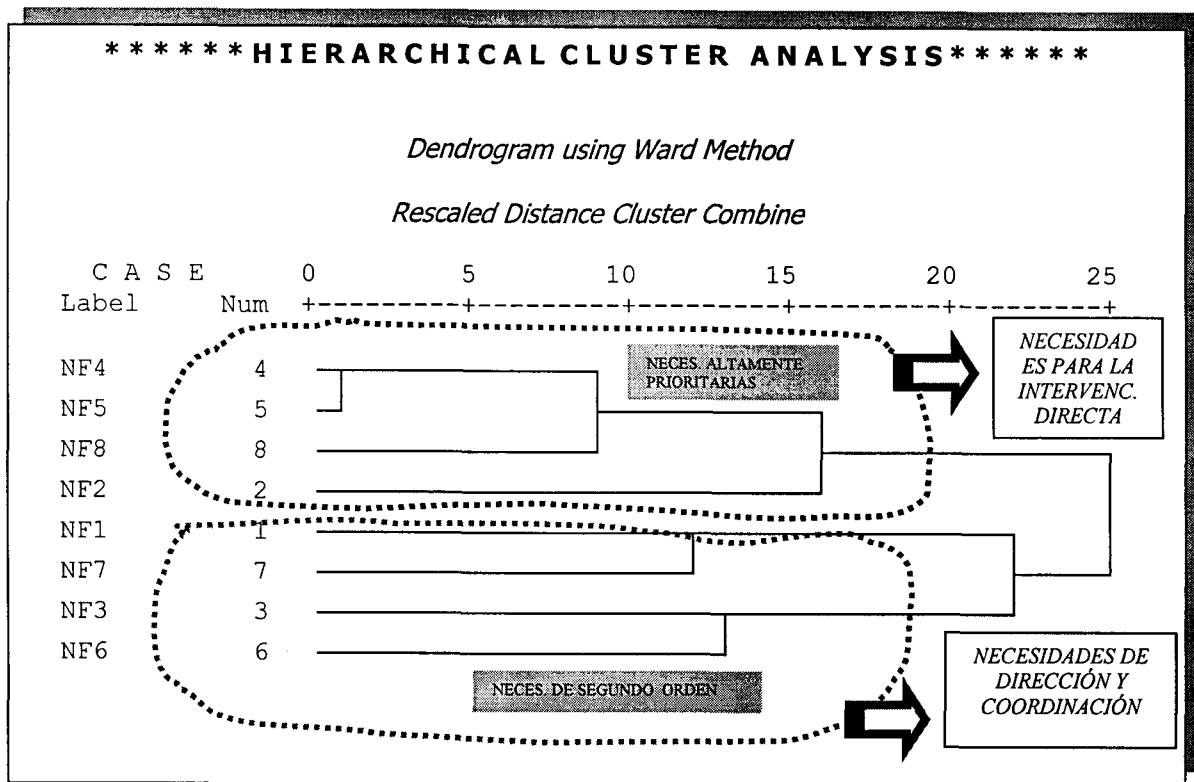 * * * * * * HIERARCHICAL CLUSTER ANALYSIS * * * * * *
Dendrogram using Ward Method
Rescaled Distance Cluster Combine
C A S E 0 5 10 15 20 25
Label Num +---------+---------+---------+---------+---------+
NF4 4
NF5 5
NF8 8
NF2 2
NF1 1
NF7 7
NF3 3
NF6 6
NECES. ALTAMENTE
PRIORITARIAS
NECESIDAD
ES PARA LA
INTERVENC.
DIRECTA
NECES. DE SEGUNDO ORDEN
NECESIDADES DE
DIRECCIÓN Y
COORDINACIÓN